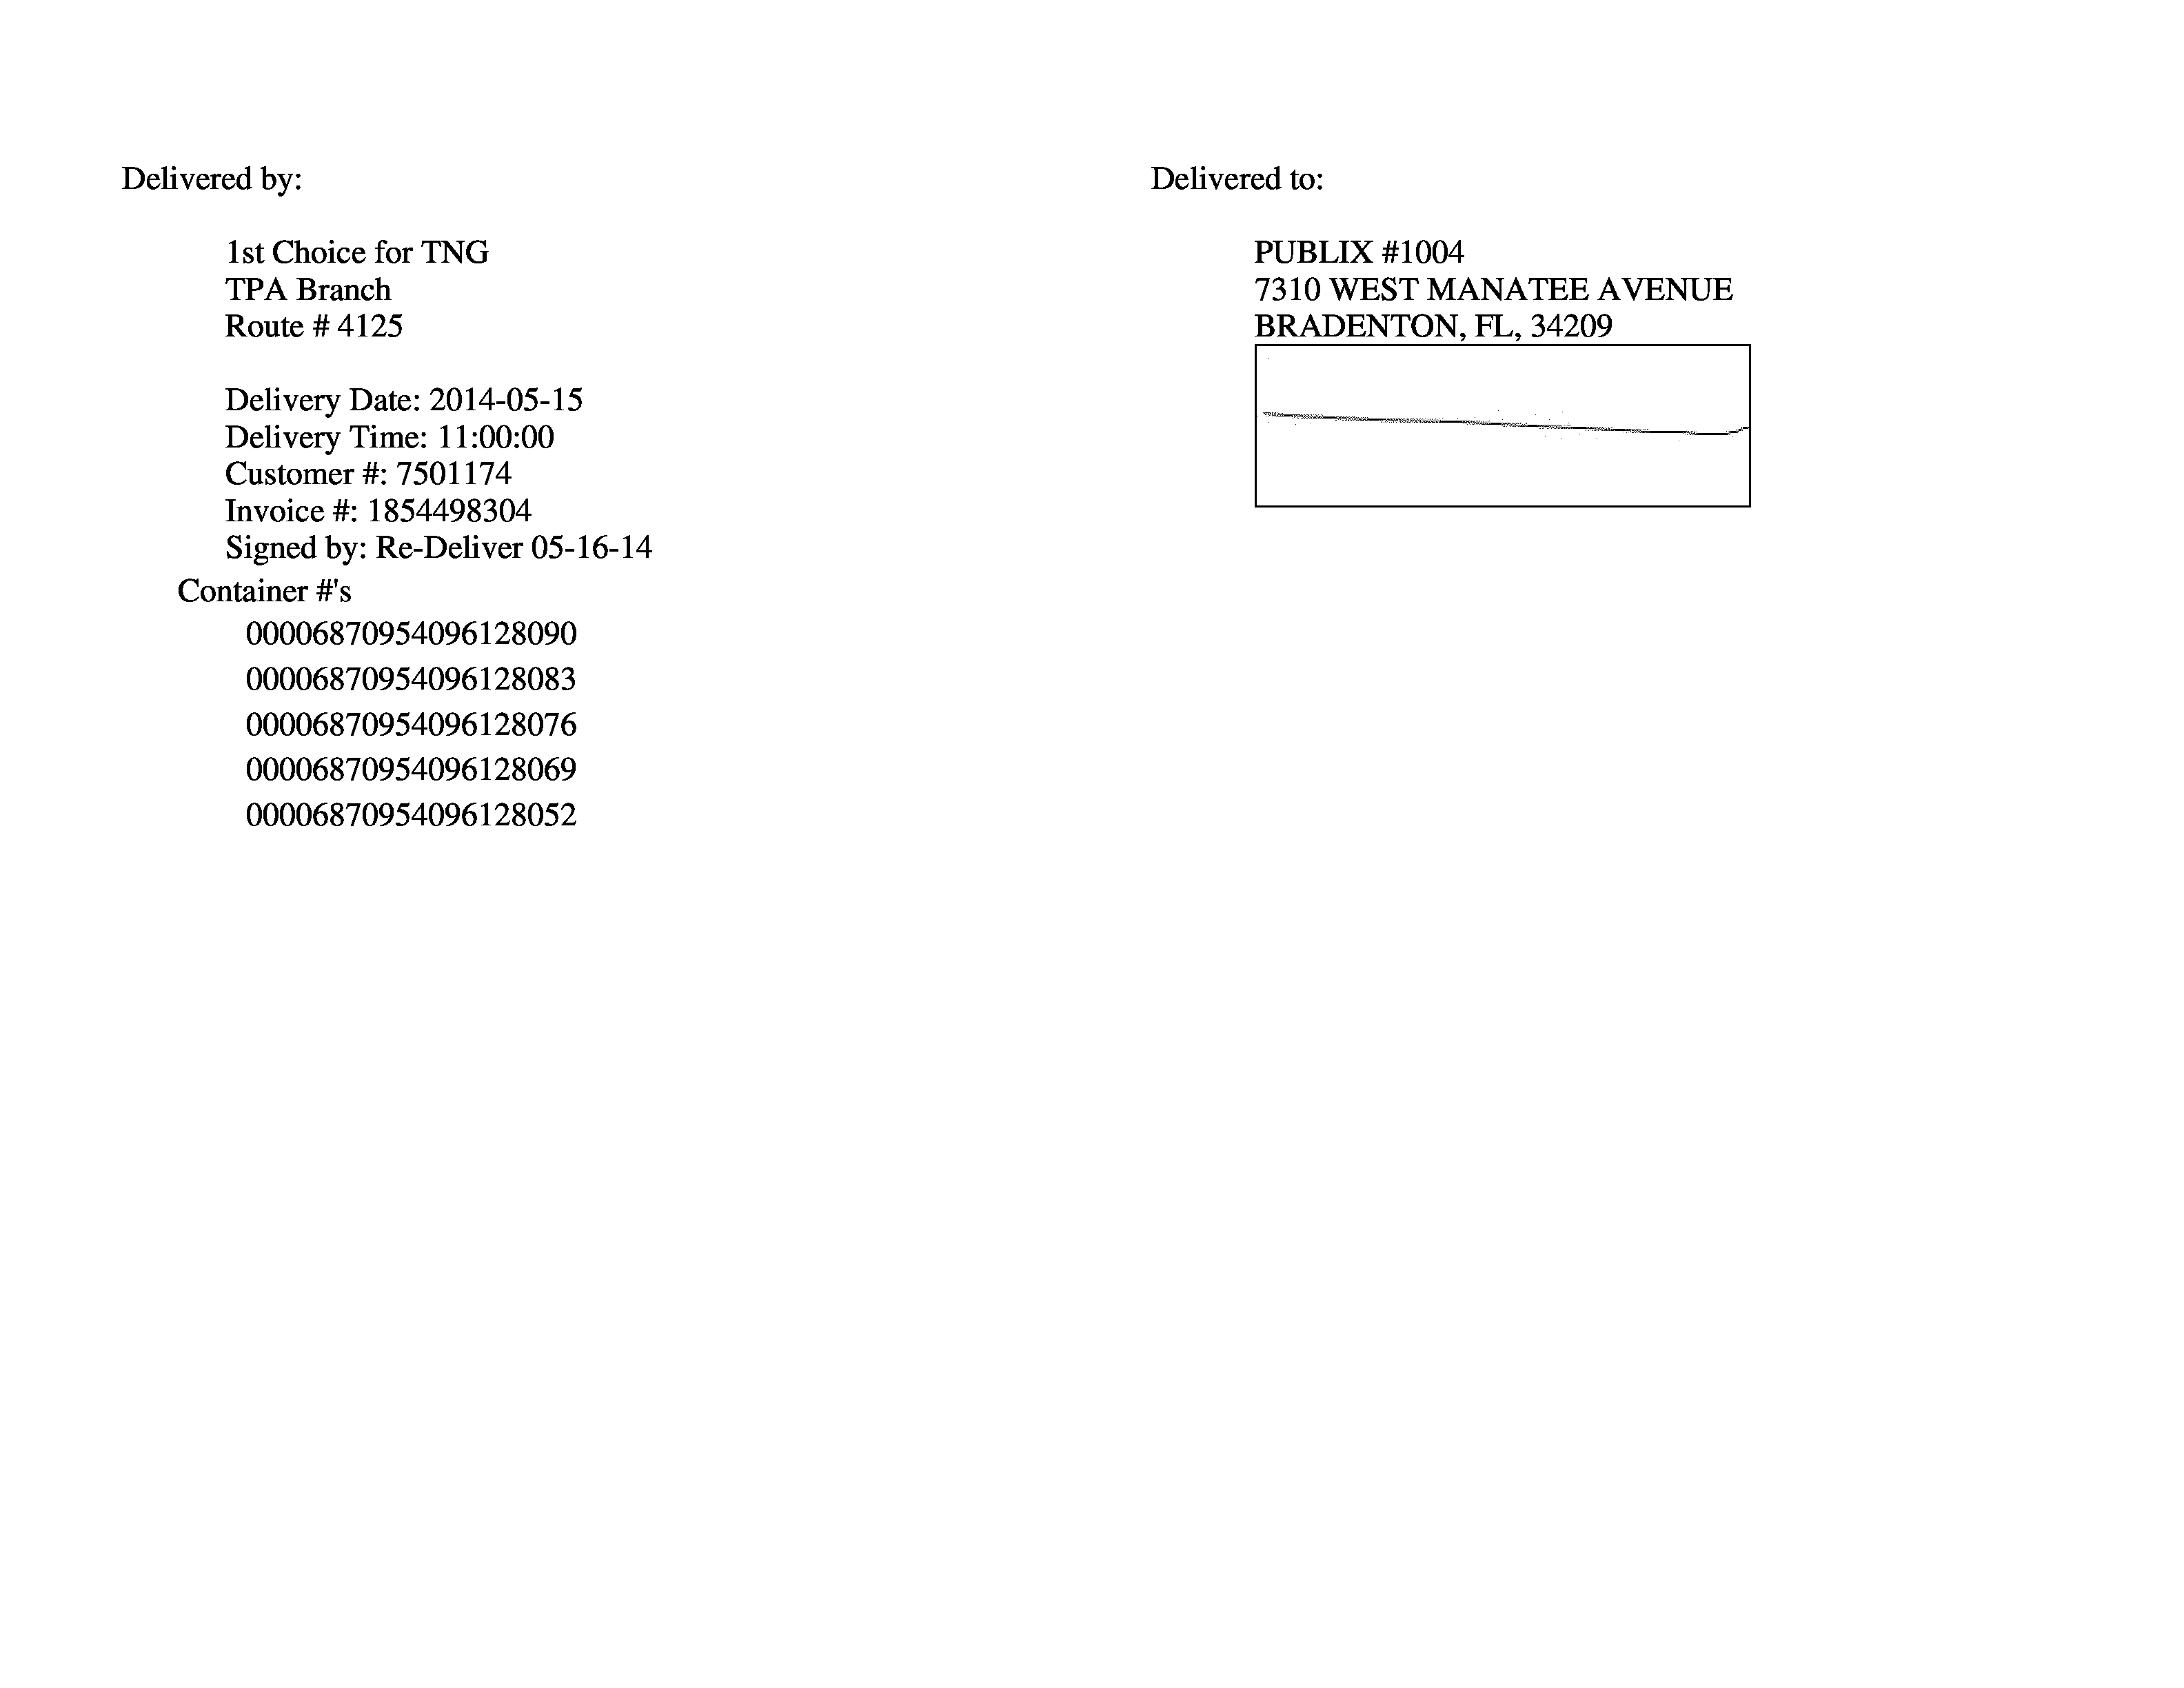 Delivered by:
1st Choice for TNG
TPA Branch
Route # 4125
Delivery Date: 2014-05-15
Delivery Time: 11:00:00
Customer #: 7501174
Invoice #: 1854498304
Signed by: Re-Deliver 05-16-14
Container #'s
00006870954096128090
00006870954096128083
00006870954096128076
00006870954096128069
00006870954096128052
Delivered to:
PUBLIX #1004
7310 WEST MANATEE AVENUE
BRADENTON, FL, 34209